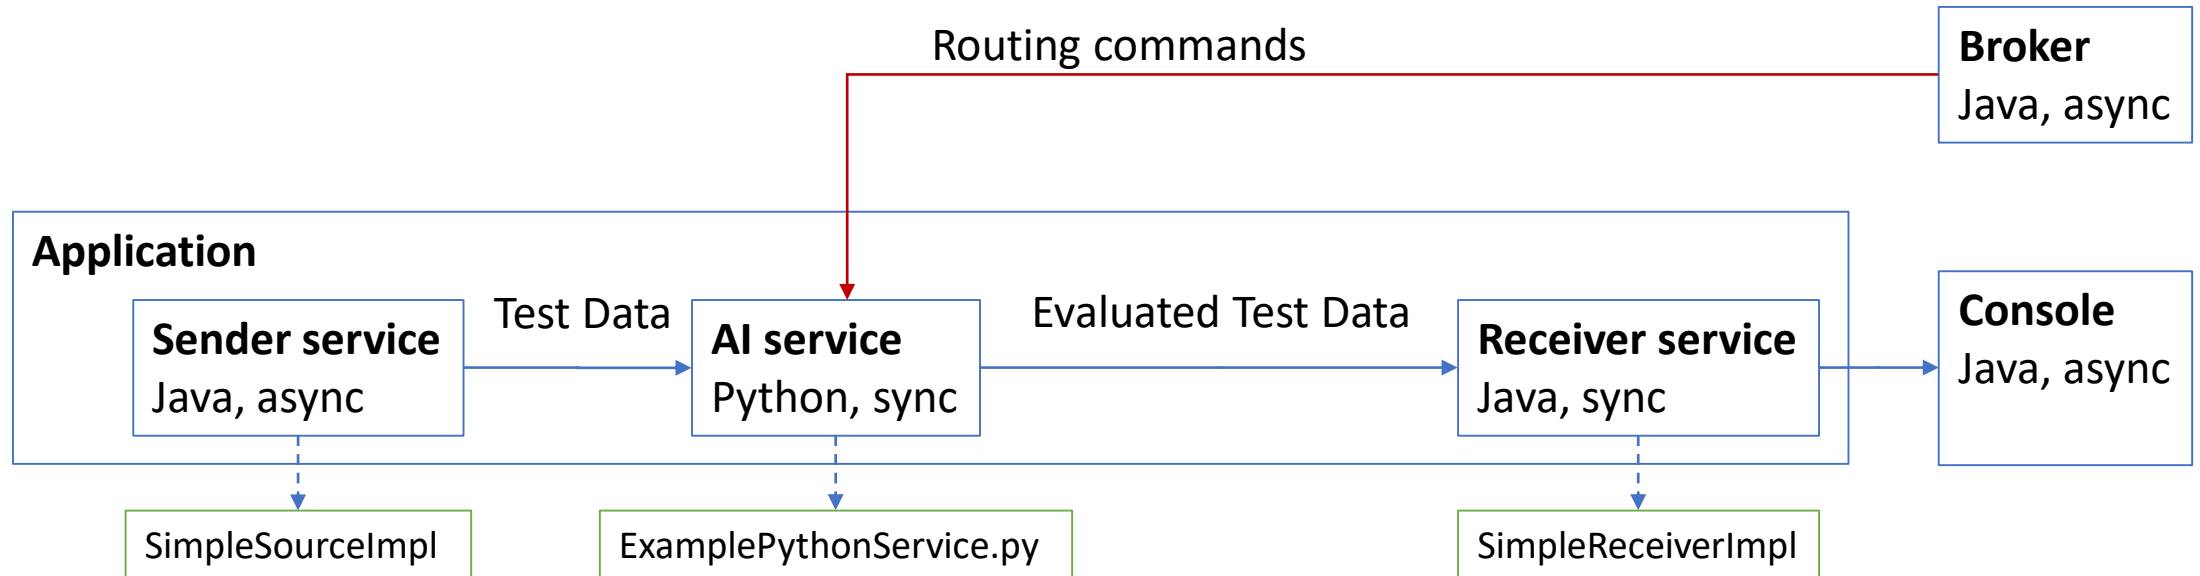 Routing commands
Broker
Java, async
Application
Sender service
Java, async
Test Data
AI service
Python, sync
Evaluated Test Data
Receiver service
Java, sync
Console
Java, async
SimpleSourceImpl
ExamplePythonService.py
SimpleReceiverImpl